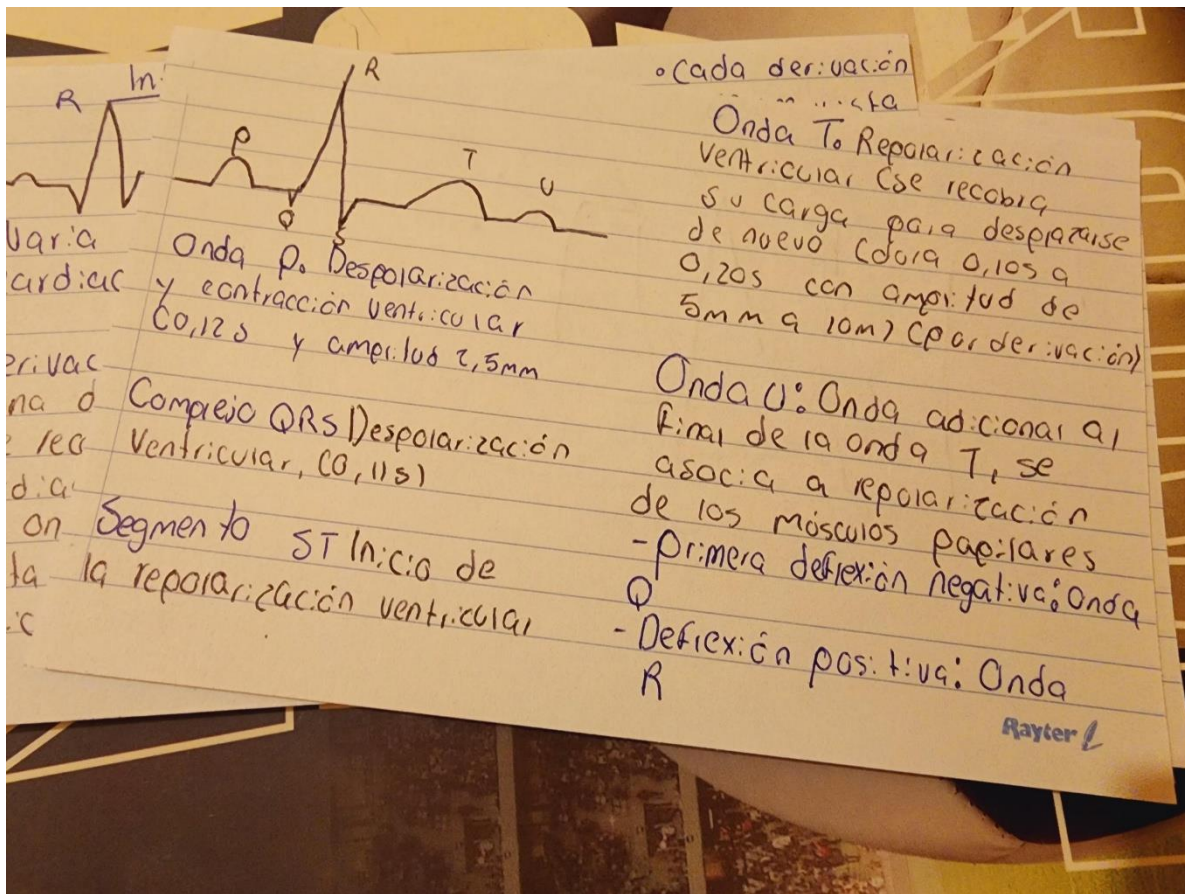 R
In
varia
ardiac
erivac
na d
rea
dia
on
ta
ic
R
P
Q
S
T
U
Onda P. Despolarización
y contracción ventricular
(0,12s y amplitud 2,5mm
Complejo QRS Despolarización
Ventricular, (0,11s)
Segmento ST Inicio de
la repolarización ventricular
• Cada derivación
Onda T. Repolarización
ventricular (se recobra
su carga para desplazarse
de nuevo (dura 0,10s a
0,20s con amplitud de
5mm a 10m) (por derivación)
Onda U: Onda adicional al
final de la onda T, se
asocia a repolarización
de los músculos papilares
- Primera deflexión negativa: Onda
Q
- Deflexión positiva: Onda
R
Rayter